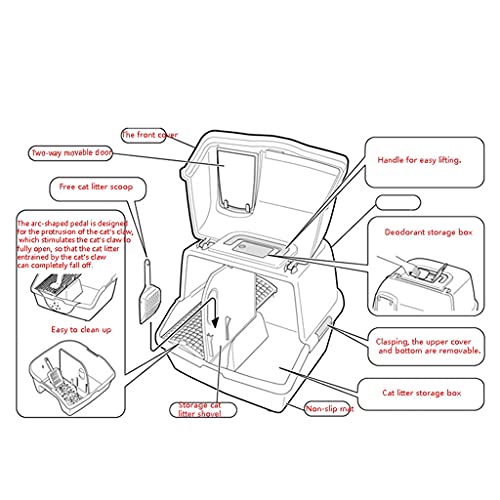 The front cover
Two-way movable door
Handle for easy lifting.
Free cat litter scoop
The arc-shaped pedal is designed
for the protrusion of the cat's claw,
which stimulates the cat's claw to
fully open, so that the cat litter
entrained by the cat's claw
can completely fall off.
Deodorant storage box
Easy to clean up
Clasping, the upper cover
and bottom are removable.
Cat litter storage box
Storage cat
litter shovel
Non-slip mat